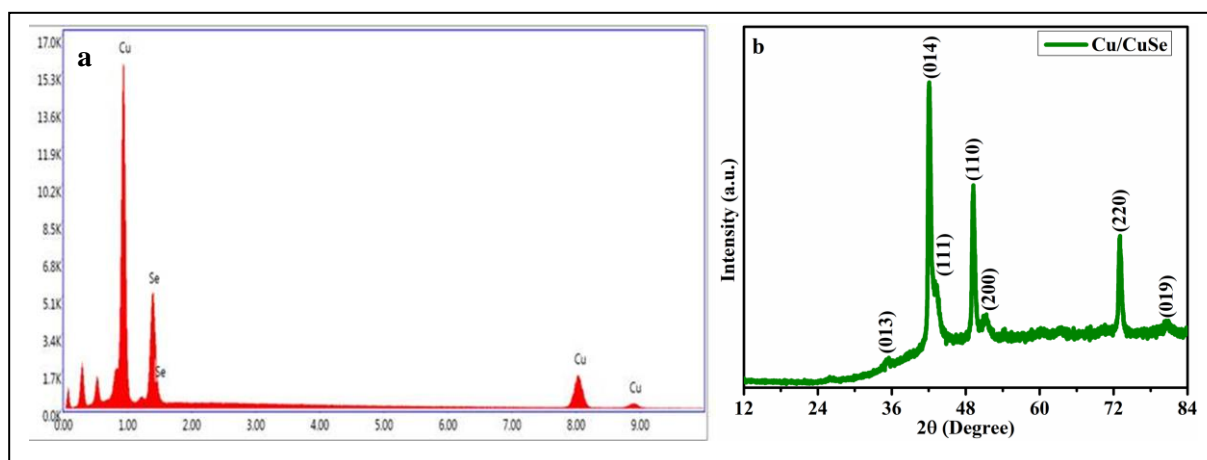 a
17.0K
15.3K
13.6K
11.9K
10.2K
8.5K
6.8K
5.1K
3.4K
1.7K
0.0K
Cu
Se
Se
Cu
Cu
0.00 1.00 2.00 3.00 4.00 5.00 6.00 7.00 8.00 9.00
b
Cu/CuSe
Intensity (a.u.)
(013)
(014)
(111)
(110)
(200)
(220)
(019)
12 24 36 48 60 72 84
2θ (Degree)